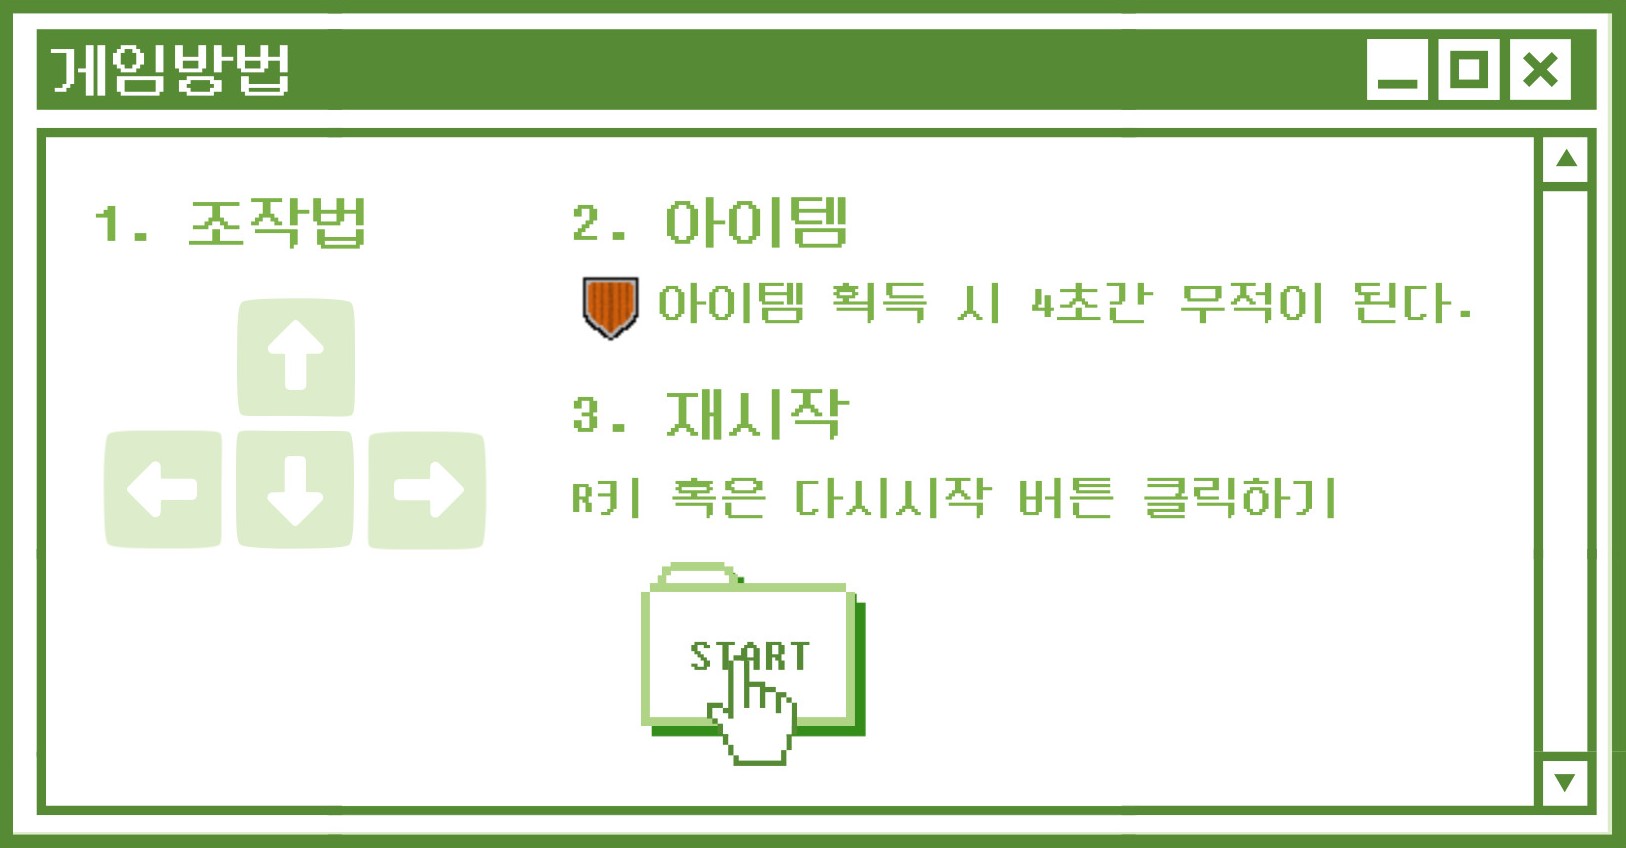 게임방법
1. 조작법
2. 아이템
아이템 획득 시 4초간 무적이 된다.
3. 재시작
R키 혹은 다시시작 버튼 클릭하기
START